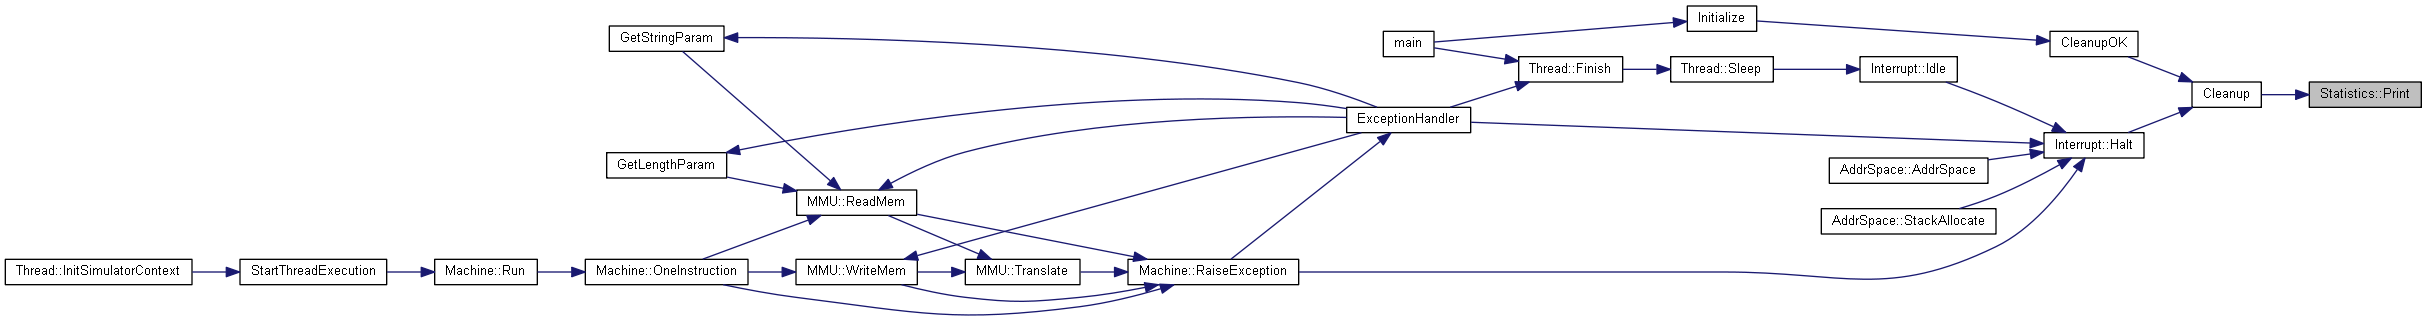 Initialize
GetStringParam
main
CleanupOK
Thread::Finish
Thread::Sleep
Interrupt::Idle
Cleanup
Statistics::Print
ExceptionHandler
Interrupt::Halt
GetLengthParam
AddrSpace::AddrSpace
MMU::ReadMem
AddrSpace::StackAllocate
Thread::InitSimulatorContext
StartThreadExecution
Machine::Run
Machine::OneInstruction
MMU::WriteMem
MMU::Translate
Machine::RaiseException